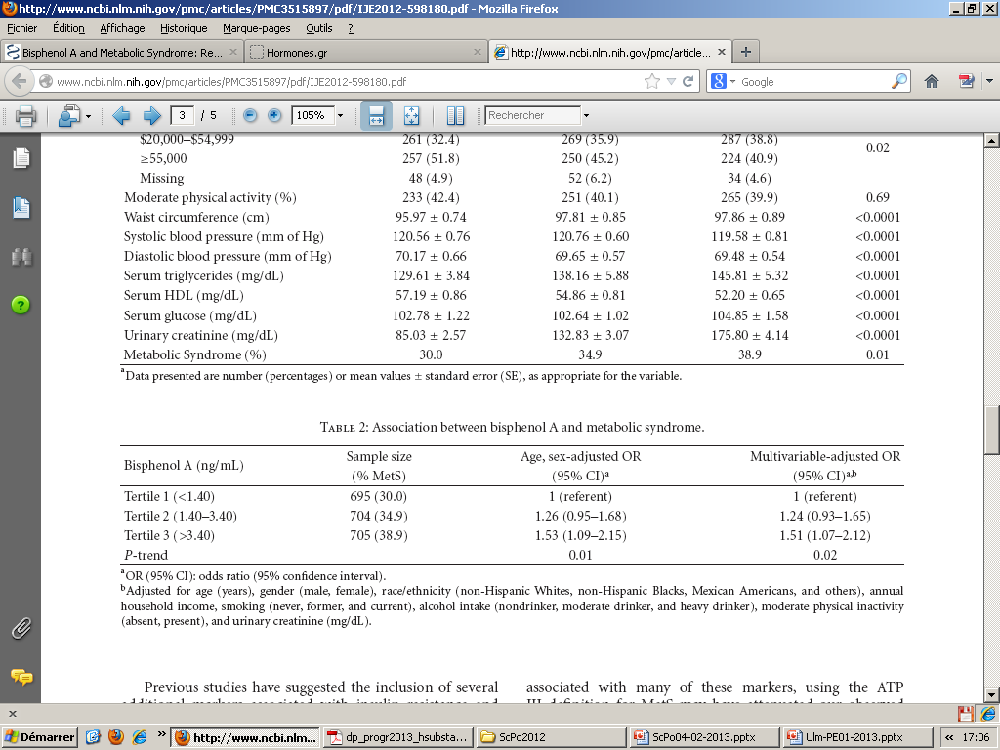 http://www.ncbi.nlm.nih.gov/pmc/articles/PMC3515897/pdf/IJE2012-598180.pdf - Mozilla Firefox
Fichier Édition Affichage Historique Marque-pages Outils ?
Bisphenol A and Metabolic Syndrome: Re... Hormones.gr http://www.ncbi.nlm.nih.gov/pmc/article...
www.ncbi.nlm.nih.gov/pmc/articles/PMC3515897/pdf/IJE2012-598180.pdf Google
3 / 5 105% Rechercher
$20,000–$54,999 261 (32.4) 269 (35.9) 287 (38.8)
0.02
≥55,000 257 (51.8) 250 (45.2) 224 (40.9)
Missing 48 (4.9) 52 (6.2) 34 (4.6)
Moderate physical activity (%) 233 (42.4) 251 (40.1) 265 (39.9) 0.69
Waist circumference (cm) 95.97 ± 0.74 97.81 ± 0.85 97.86 ± 0.89 <0.0001
Systolic blood pressure (mm of Hg) 120.56 ± 0.76 120.76 ± 0.60 119.58 ± 0.81 <0.0001
Diastolic blood pressure (mm of Hg) 70.17 ± 0.66 69.65 ± 0.57 69.48 ± 0.54 <0.0001
Serum triglycerides (mg/dL) 129.61 ± 3.84 138.16 ± 5.88 145.81 ± 5.32 <0.0001
Serum HDL (mg/dL) 57.19 ± 0.86 54.86 ± 0.81 52.20 ± 0.65 <0.0001
Serum glucose (mg/dL) 102.78 ± 1.22 102.64 ± 1.02 104.85 ± 1.58 <0.0001
Urinary creatinine (mg/dL) 85.03 ± 2.57 132.83 ± 3.07 175.80 ± 4.14 <0.0001
Metabolic Syndrome (%) 30.0 34.9 38.9 0.01
aData presented are number (percentages) or mean values ± standard error (SE), as appropriate for the variable.
Table 2: Association between bisphenol A and metabolic syndrome.
Bisphenol A (ng/mL) Sample size Age, sex-adjusted OR Multivariable-adjusted OR
(% MetS) (95% CI)a (95% CI)a,b
Tertile 1 (<1.40) 695 (30.0) 1 (referent) 1 (referent)
Tertile 2 (1.40–3.40) 704 (34.9) 1.26 (0.95–1.68) 1.24 (0.93–1.65)
Tertile 3 (>3.40) 705 (38.9) 1.53 (1.09–2.15) 1.51 (1.07–2.12)
P-trend 0.01 0.02
aOR (95% CI): odds ratio (95% confidence interval).
bAdjusted for age (years), gender (male, female), race/ethnicity (non-Hispanic Whites, non-Hispanic Blacks, Mexican Americans, and others), annual
household income, smoking (never, former, and current), alcohol intake (nondrinker, moderate drinker, and heavy drinker), moderate physical inactivity
(absent, present), and urinary creatinine (mg/dL).
Previous studies have suggested the inclusion of several
additional markers associated with insulin resistance and
associated with many of these markers, using the ATP
III definition for MetS may have attenuated our observed
Démarrer » http://www.ncbi.nlm.n... dp_progr2013_hsubsta... ScPo2012 ScPo04-02-2013.pptx Ulm-PE01-2013.pptx « 17:06